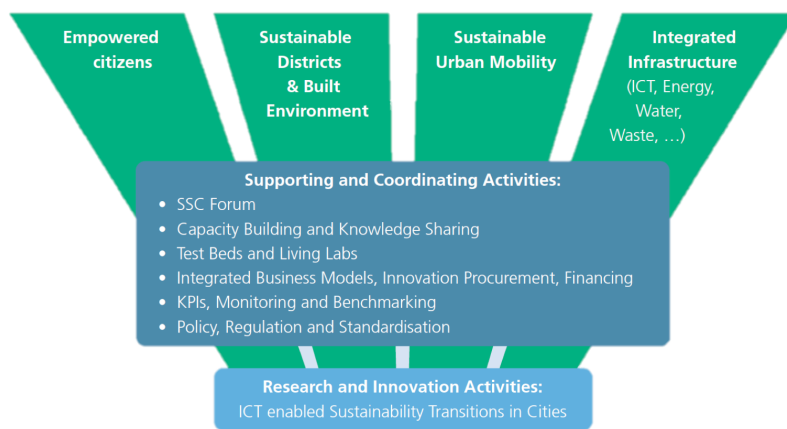 Empowered
citizens
Sustainable
Districts
& Built
Environment
Sustainable
Urban Mobility
Integrated
Infrastructure
(ICT, Energy,
Water,
Waste, ...)
Supporting and Coordinating Activities:
• SSC Forum
• Capacity Building and Knowledge Sharing
• Test Beds and Living Labs
• Integrated Business Models, Innovation Procurement, Financing
• KPIs, Monitoring and Benchmarking
• Policy, Regulation and Standardisation
Research and Innovation Activities:
ICT enabled Sustainability Transitions in Cities